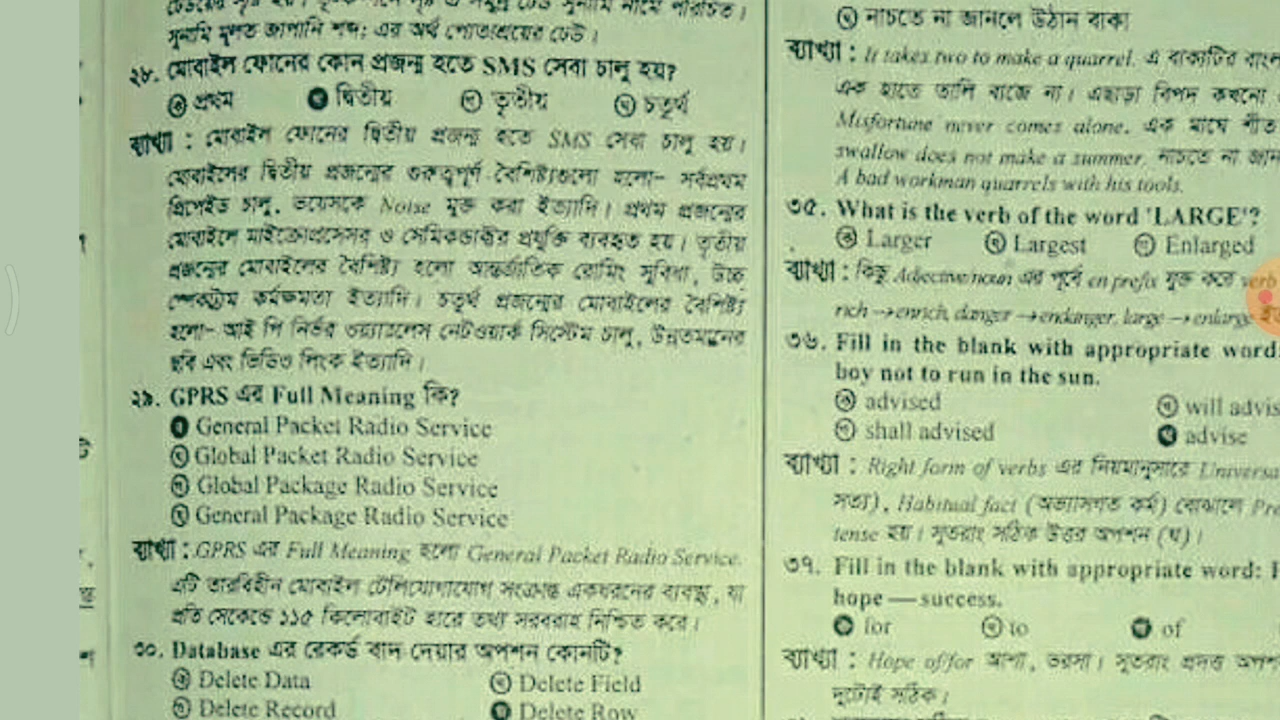 সুনামি মূলত জাপানি শব্দ; এর অর্থ পোতাশ্রয়ের ঢেউ।
২৮. মোবাইল ফোনের কোন প্রজন্ম হতে SMS সেবা চালু হয়?
ক প্রথম খ দ্বিতীয় গ তৃতীয় ঘ চতুর্থ
ব্যাখ্যা : মোবাইল ফোনের দ্বিতীয় প্রজন্ম হতে SMS সেবা চালু হয়।
মোবাইলের দ্বিতীয় প্রজন্মের গুরুত্বপূর্ণ বৈশিষ্ট্যগুলো হলো– সর্বপ্রথম
প্রিপেইড চালু, ভয়েসকে Noise মুক্ত করা ইত্যাদি। প্রথম প্রজন্মের
মোবাইলে মাইক্রোপ্রসেসর ও সেমিকন্ডাক্টর প্রযুক্তি ব্যবহৃত হয়। তৃতীয়
প্রজন্মের মোবাইলের বৈশিষ্ট্য হলো আন্তর্জাতিক রোমিং সুবিধা, উচ্চ
স্পেকট্রাম কর্মক্ষমতা ইত্যাদি। চতুর্থ প্রজন্মের মোবাইলের বৈশিষ্ট্য
হলো– আই পি নির্ভর ওয়্যারলেস নেটওয়ার্ক সিস্টেম চালু, উন্নতমানের
ছবি এবং ভিডিও লিংক ইত্যাদি।
২৯. GPRS এর Full Meaning কি?
ক General Packet Radio Service
খ Global Packet Radio Service
গ Global Package Radio Service
ঘ General Package Radio Service
ব্যাখ্যা : GPRS এর Full Meaning হলো General Packet Radio Service.
এটি তারবিহীন মোবাইল টেলিযোগাযোগ সংক্রান্ত একধরনের ব্যবস্থা, যা
প্রতি সেকেন্ডে ১১৫ কিলোবাইট হারে তথ্য সরবরাহ নিশ্চিত করে।
৩০. Database এর রেকর্ড বাদ দেয়ার অপশন কোনটি?
ক Delete Data খ Delete Field
গ Delete Record ঘ Delete Row
ঘ নাচতে না জানলে উঠান বাকা
ব্যাখ্যা : It takes two to make a quarrel. এ বাক্যটির
এক হাতে তালি বাজে না। এছাড়া বিপদ কখনো
Misfortune never comes alone. এক মাঘে শীত
swallow does not make a summer. নাচতে না
A bad workman quarrels with his tools.
৩৫. What is the verb of the word 'LARGE'?
ক Larger খ Largest গ Enlarged
ব্যাখ্যা : কিছু Adjective/noun এর পূর্বে en prefix যুক্ত করে verb
rich →enrich, danger →endanger, large →enlarge
৩৬. Fill in the blank with appropriate word:
boy not to run in the sun.
ক advised খ will advis
গ shall advised ঘ advise
ব্যাখ্যা : Right form of verbs এর নিয়মানুসারে Universa
সত্য), Habitual fact (অভ্যাসগত কর্ম) বোঝালে Pre
tense হয়। সুতরাং সঠিক উত্তর অপশন (ঘ)।
৩৭. Fill in the blank with appropriate word: I
hope — success.
ক for খ to গ of
ব্যাখ্যা : Hope of/for আশা, ভরসা। সুতরাং প্রদত্ত
দুটোই সঠিক।